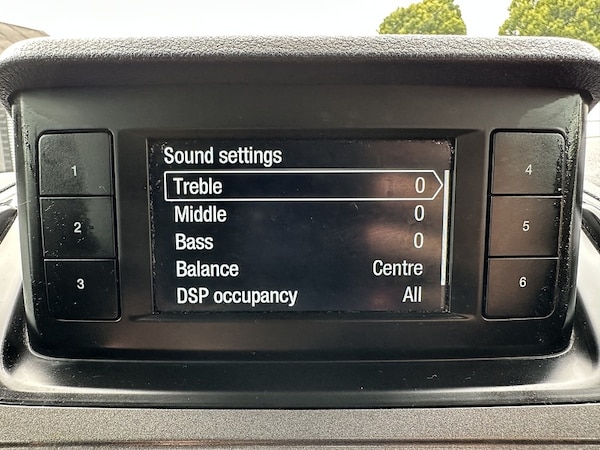 Sound settings
Treble 0
Middle 0
Bass 0
Balance Centre
DSP occupancy All
1
2
3
4
5
6